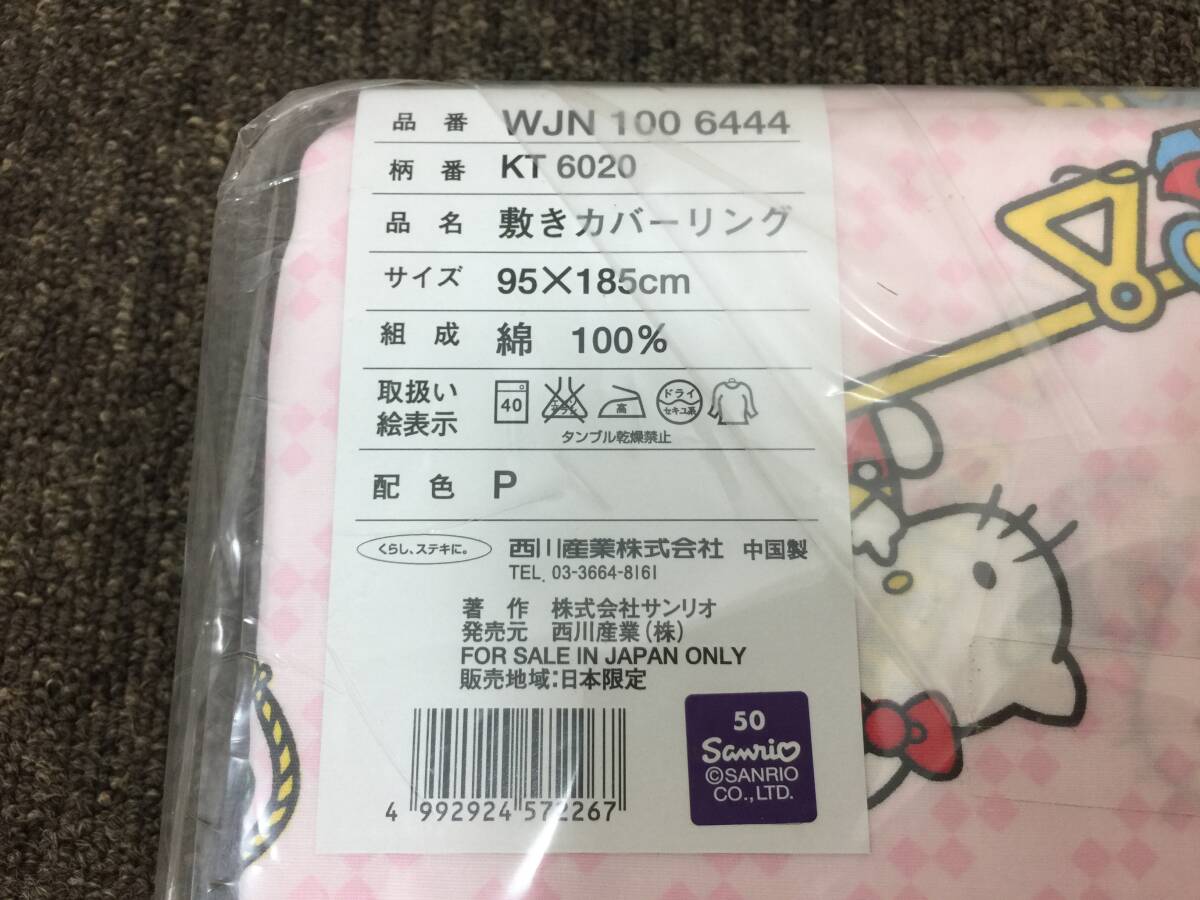 品番 WJN 100 6444
柄番 KT 6020
品名 敷きカバーリング
サイズ 95×185cm
組成 綿 100%
取扱い
絵表示
40 エンソサラシ 高 ドライ セキユ系
タンブル乾燥禁止
配色 P
くらし、ステキに。 西川産業株式会社 中国製
TEL. 03-3664-8161
著作 株式会社サンリオ
発売元 西川産業(株)
FOR SALE IN JAPAN ONLY
販売地域:日本限定
50
Sanrio
©SANRIO
CO., LTD.
4 992924 572267